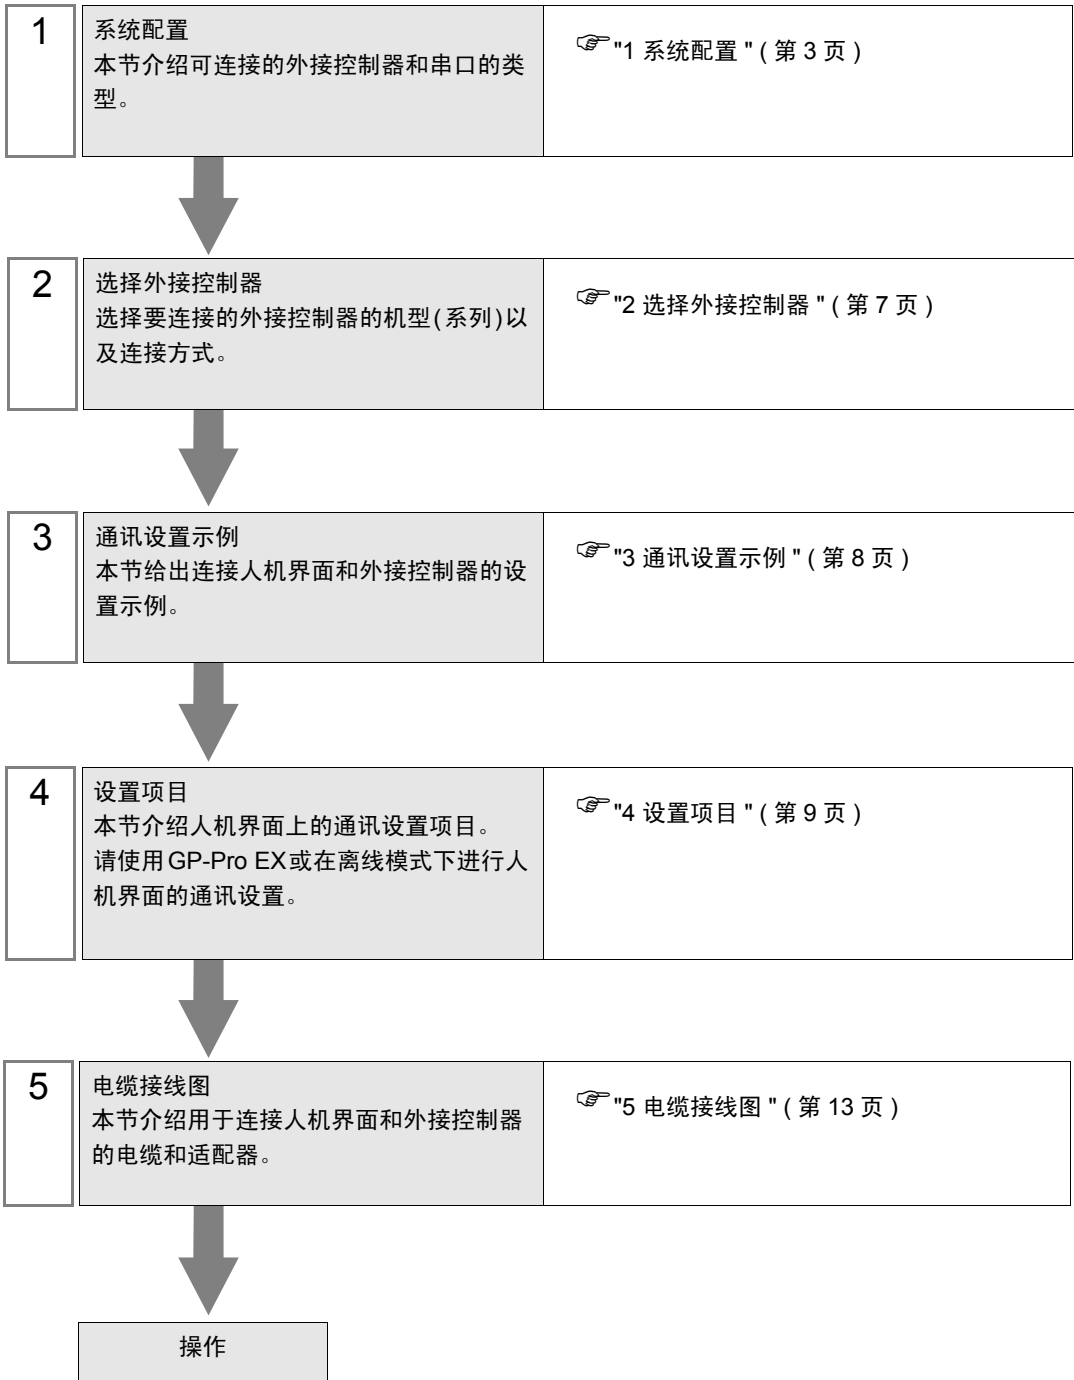 1
系统配置
本节介绍可连接的外接控制器和串口的类
型。
"1 系统配置 " ( 第 3 页 )
2
选择外接控制器
选择要连接的外接控制器的机型(系列)以
及连接方式。
"2 选择外接控制器 " ( 第 7 页 )
3
通讯设置示例
本节给出连接人机界面和外接控制器的设
置示例。
"3 通讯设置示例 " ( 第 8 页 )
4
设置项目
本节介绍人机界面上的通讯设置项目。
请使用GP-Pro EX或在离线模式下进行人
机界面的通讯设置。
"4 设置项目 " ( 第 9 页 )
5
电缆接线图
本节介绍用于连接人机界面和外接控制器
的电缆和适配器。
"5 电缆接线图 " ( 第 13 页 )
操作